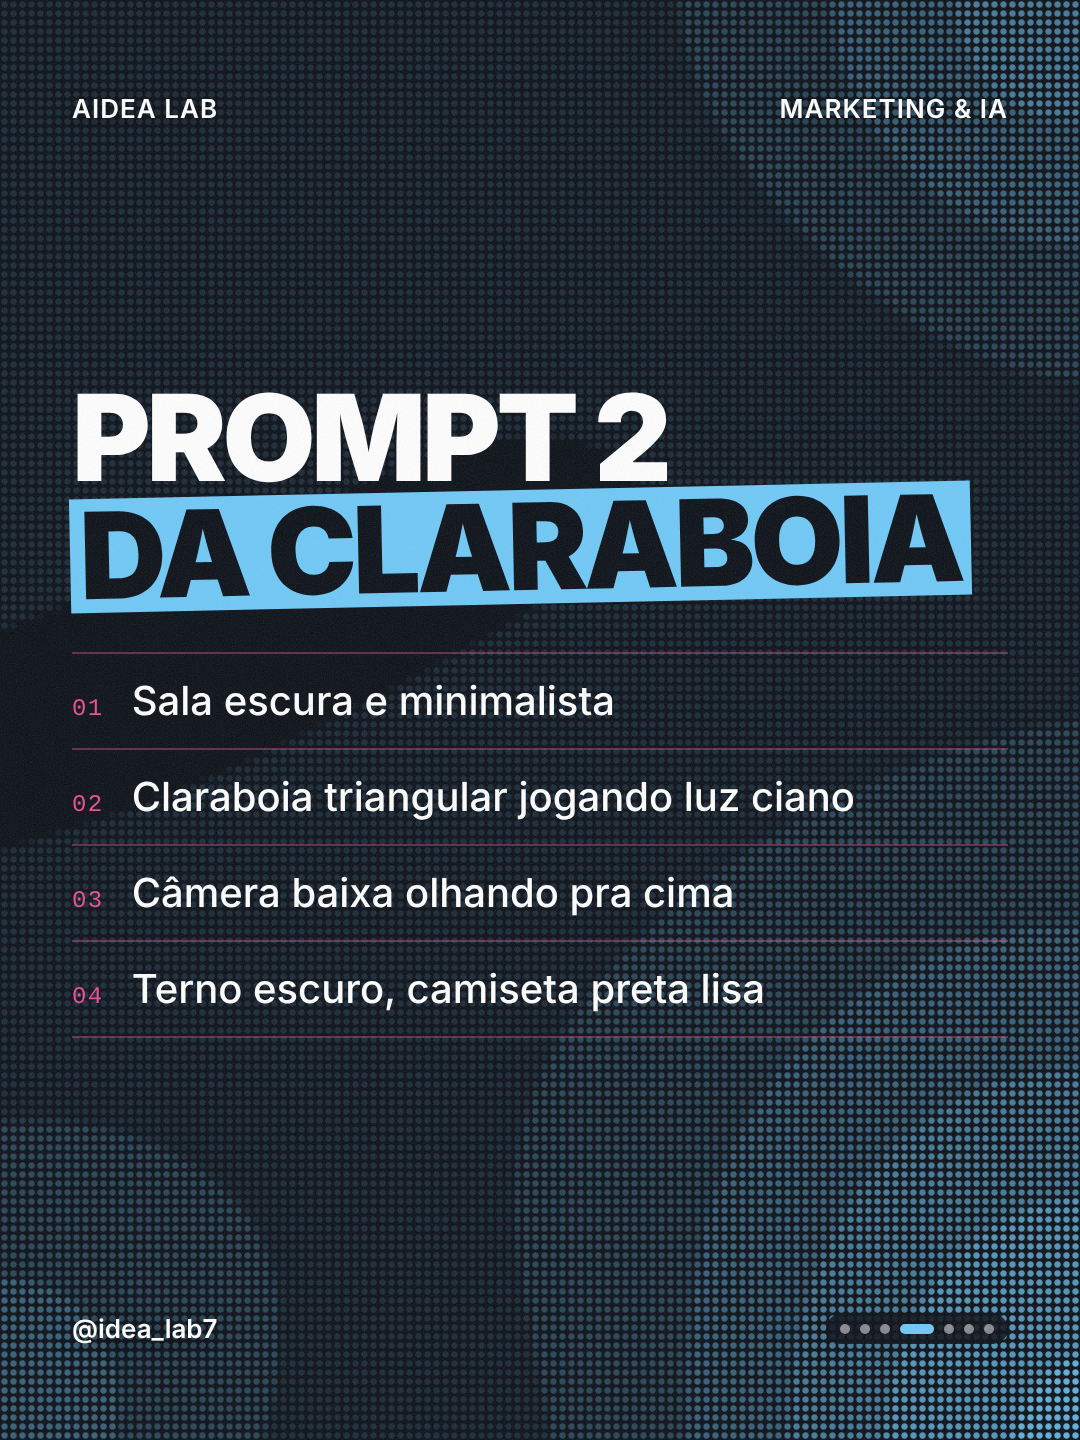 AIDEA LAB
MARKETING & IA
PROMPT 2
DA CLARABOIA
01 Sala escura e minimalista
02 Claraboia triangular jogando luz ciano
03 Câmera baixa olhando pra cima
04 Terno escuro, camiseta preta lisa
@idea_lab7